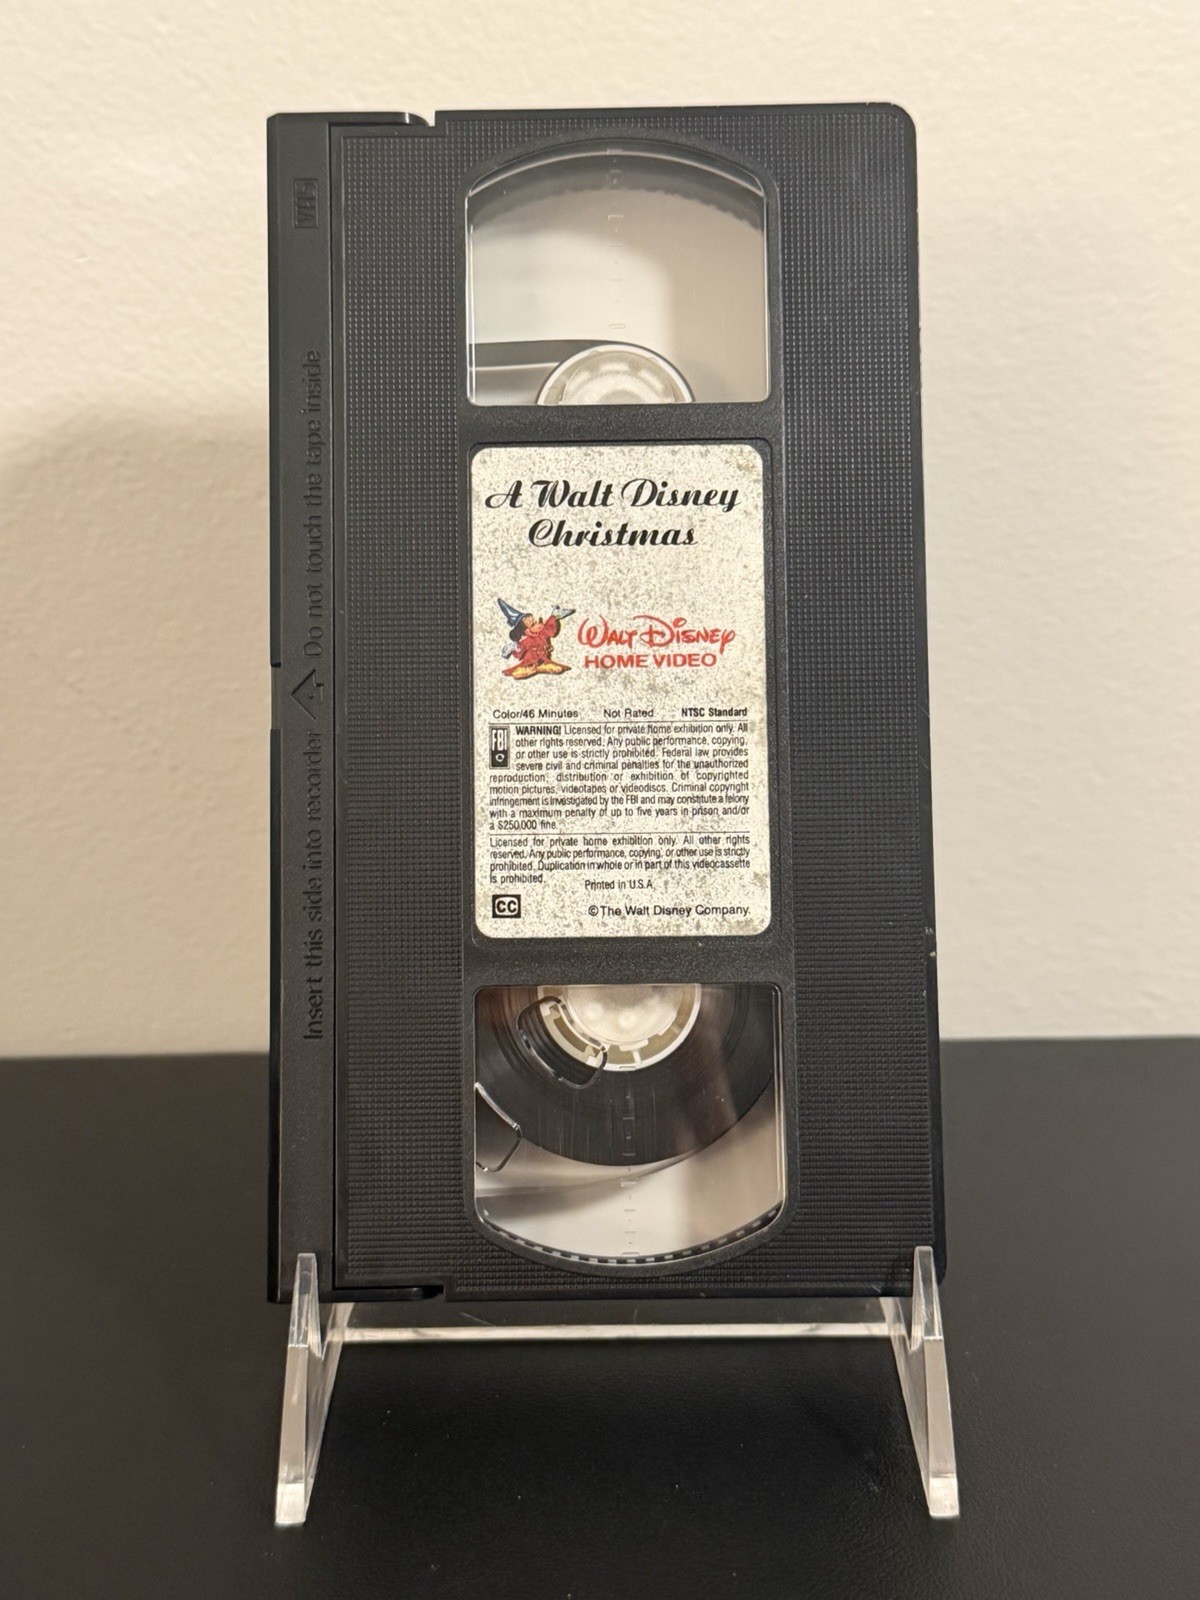 VHS
Insert this side into recorder Do not touch the tape inside
A Walt Disney
Christmas
WALT DISNEY
HOME VIDEO
Color/46 Minutes Not Rated NTSC Standard
FBI
WARNING! Licensed for private home exhibition only. All
other rights reserved. Any public performance, copying,
or other use is strictly prohibited. Federal law provides
severe civil and criminal penalties for the unauthorized
reproduction, distribution or exhibition of copyrighted
motion pictures, videotapes or videodiscs. Criminal copyright
infringement is investigated by the FBI and may constitute a felony
with a maximum penalty of up to five years in prison and/or
a $250,000 fine.
Licensed for private home exhibition only. All other rights
reserved. Any public performance, copying, or other use is strictly
prohibited. Duplication in whole or in part of this videocassette
is prohibited.
Printed in U.S.A.
CC
©The Walt Disney Company.